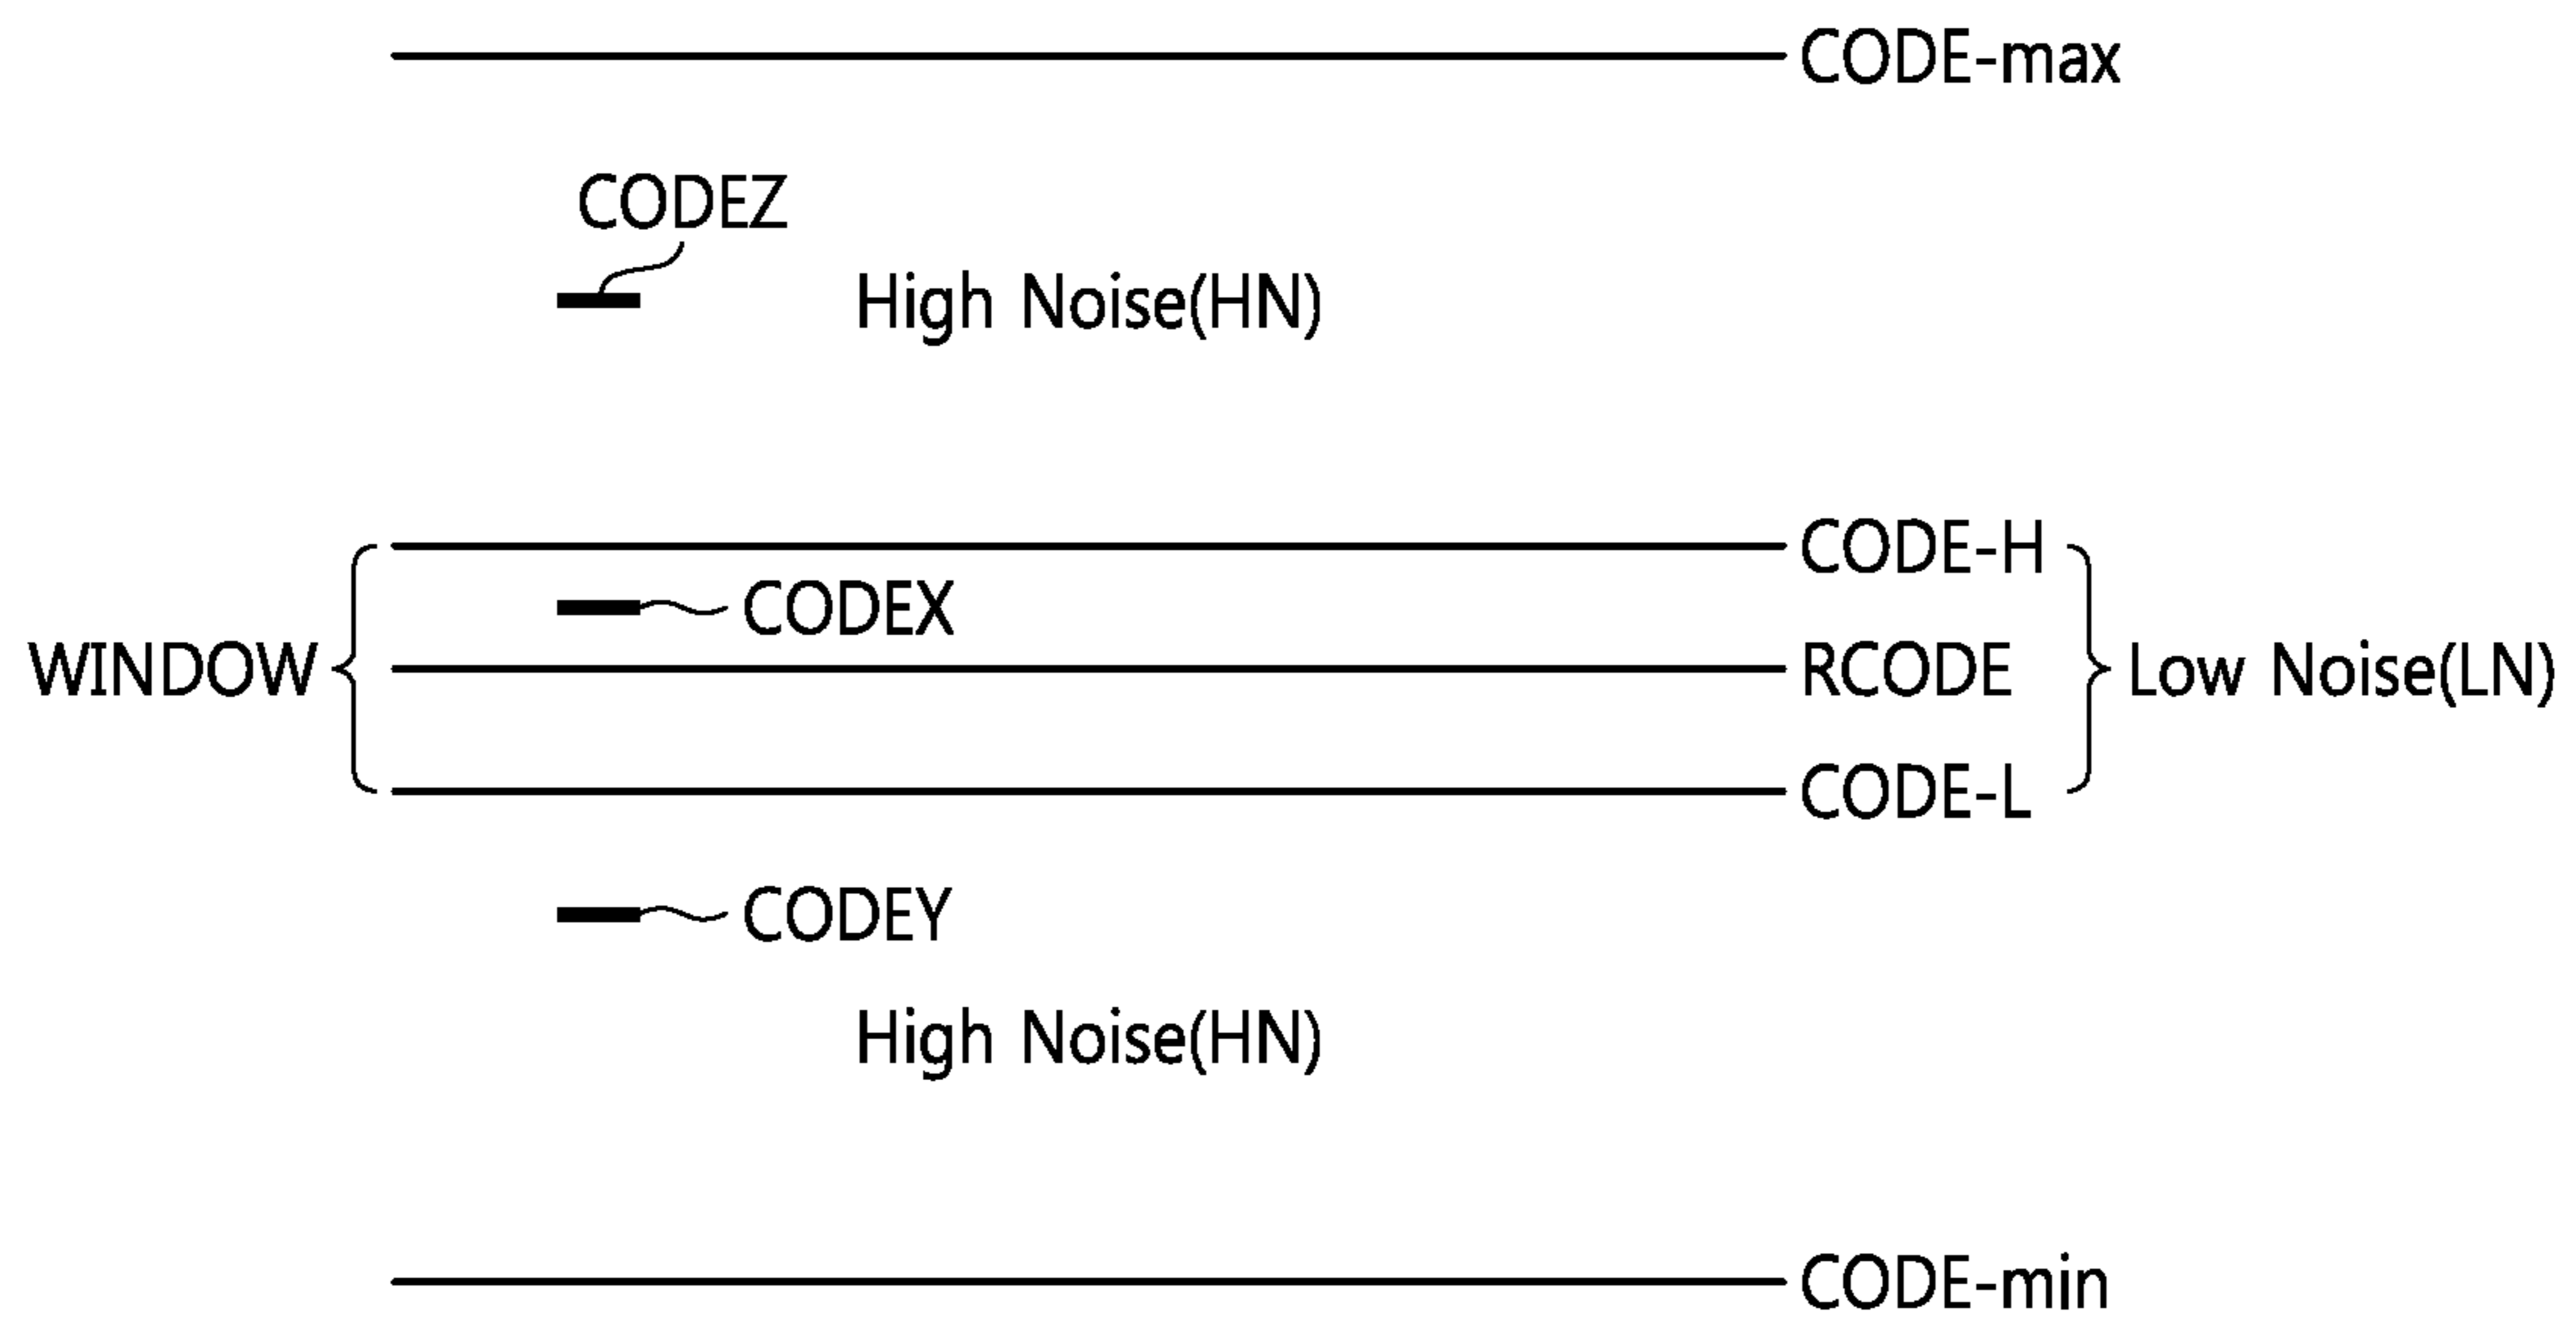 CODE-max
CODEZ
High Noise(HN)
CODE-H
CODEX
WINDOW
RCODE
Low Noise(LN)
CODE-L
CODEY
High Noise(HN)
CODE-min